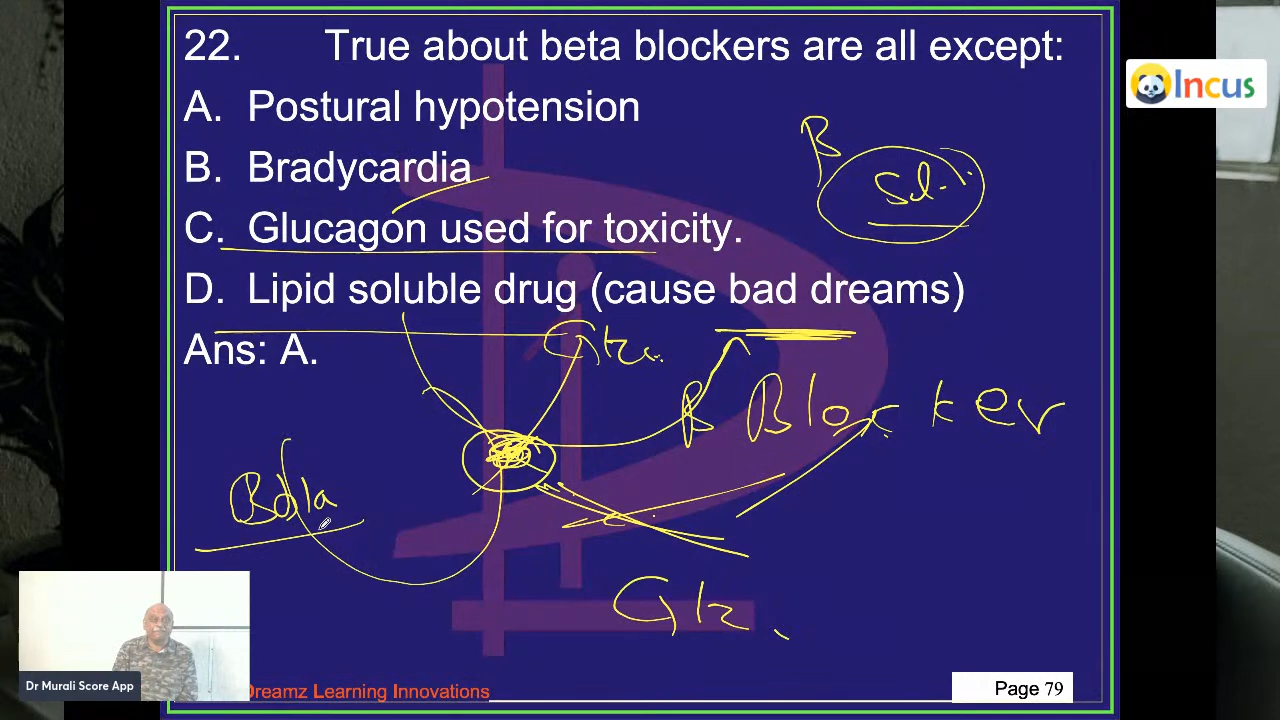 22. True about beta blockers are all except:
A. Postural hypotension
B. Bradycardia
C. Glucagon used for toxicity.
D. Lipid soluble drug (cause bad dreams)
Ans: A.
Incus
B Blocker
Dr Murali Score App
Dreamz Learning Innovations
Page 79